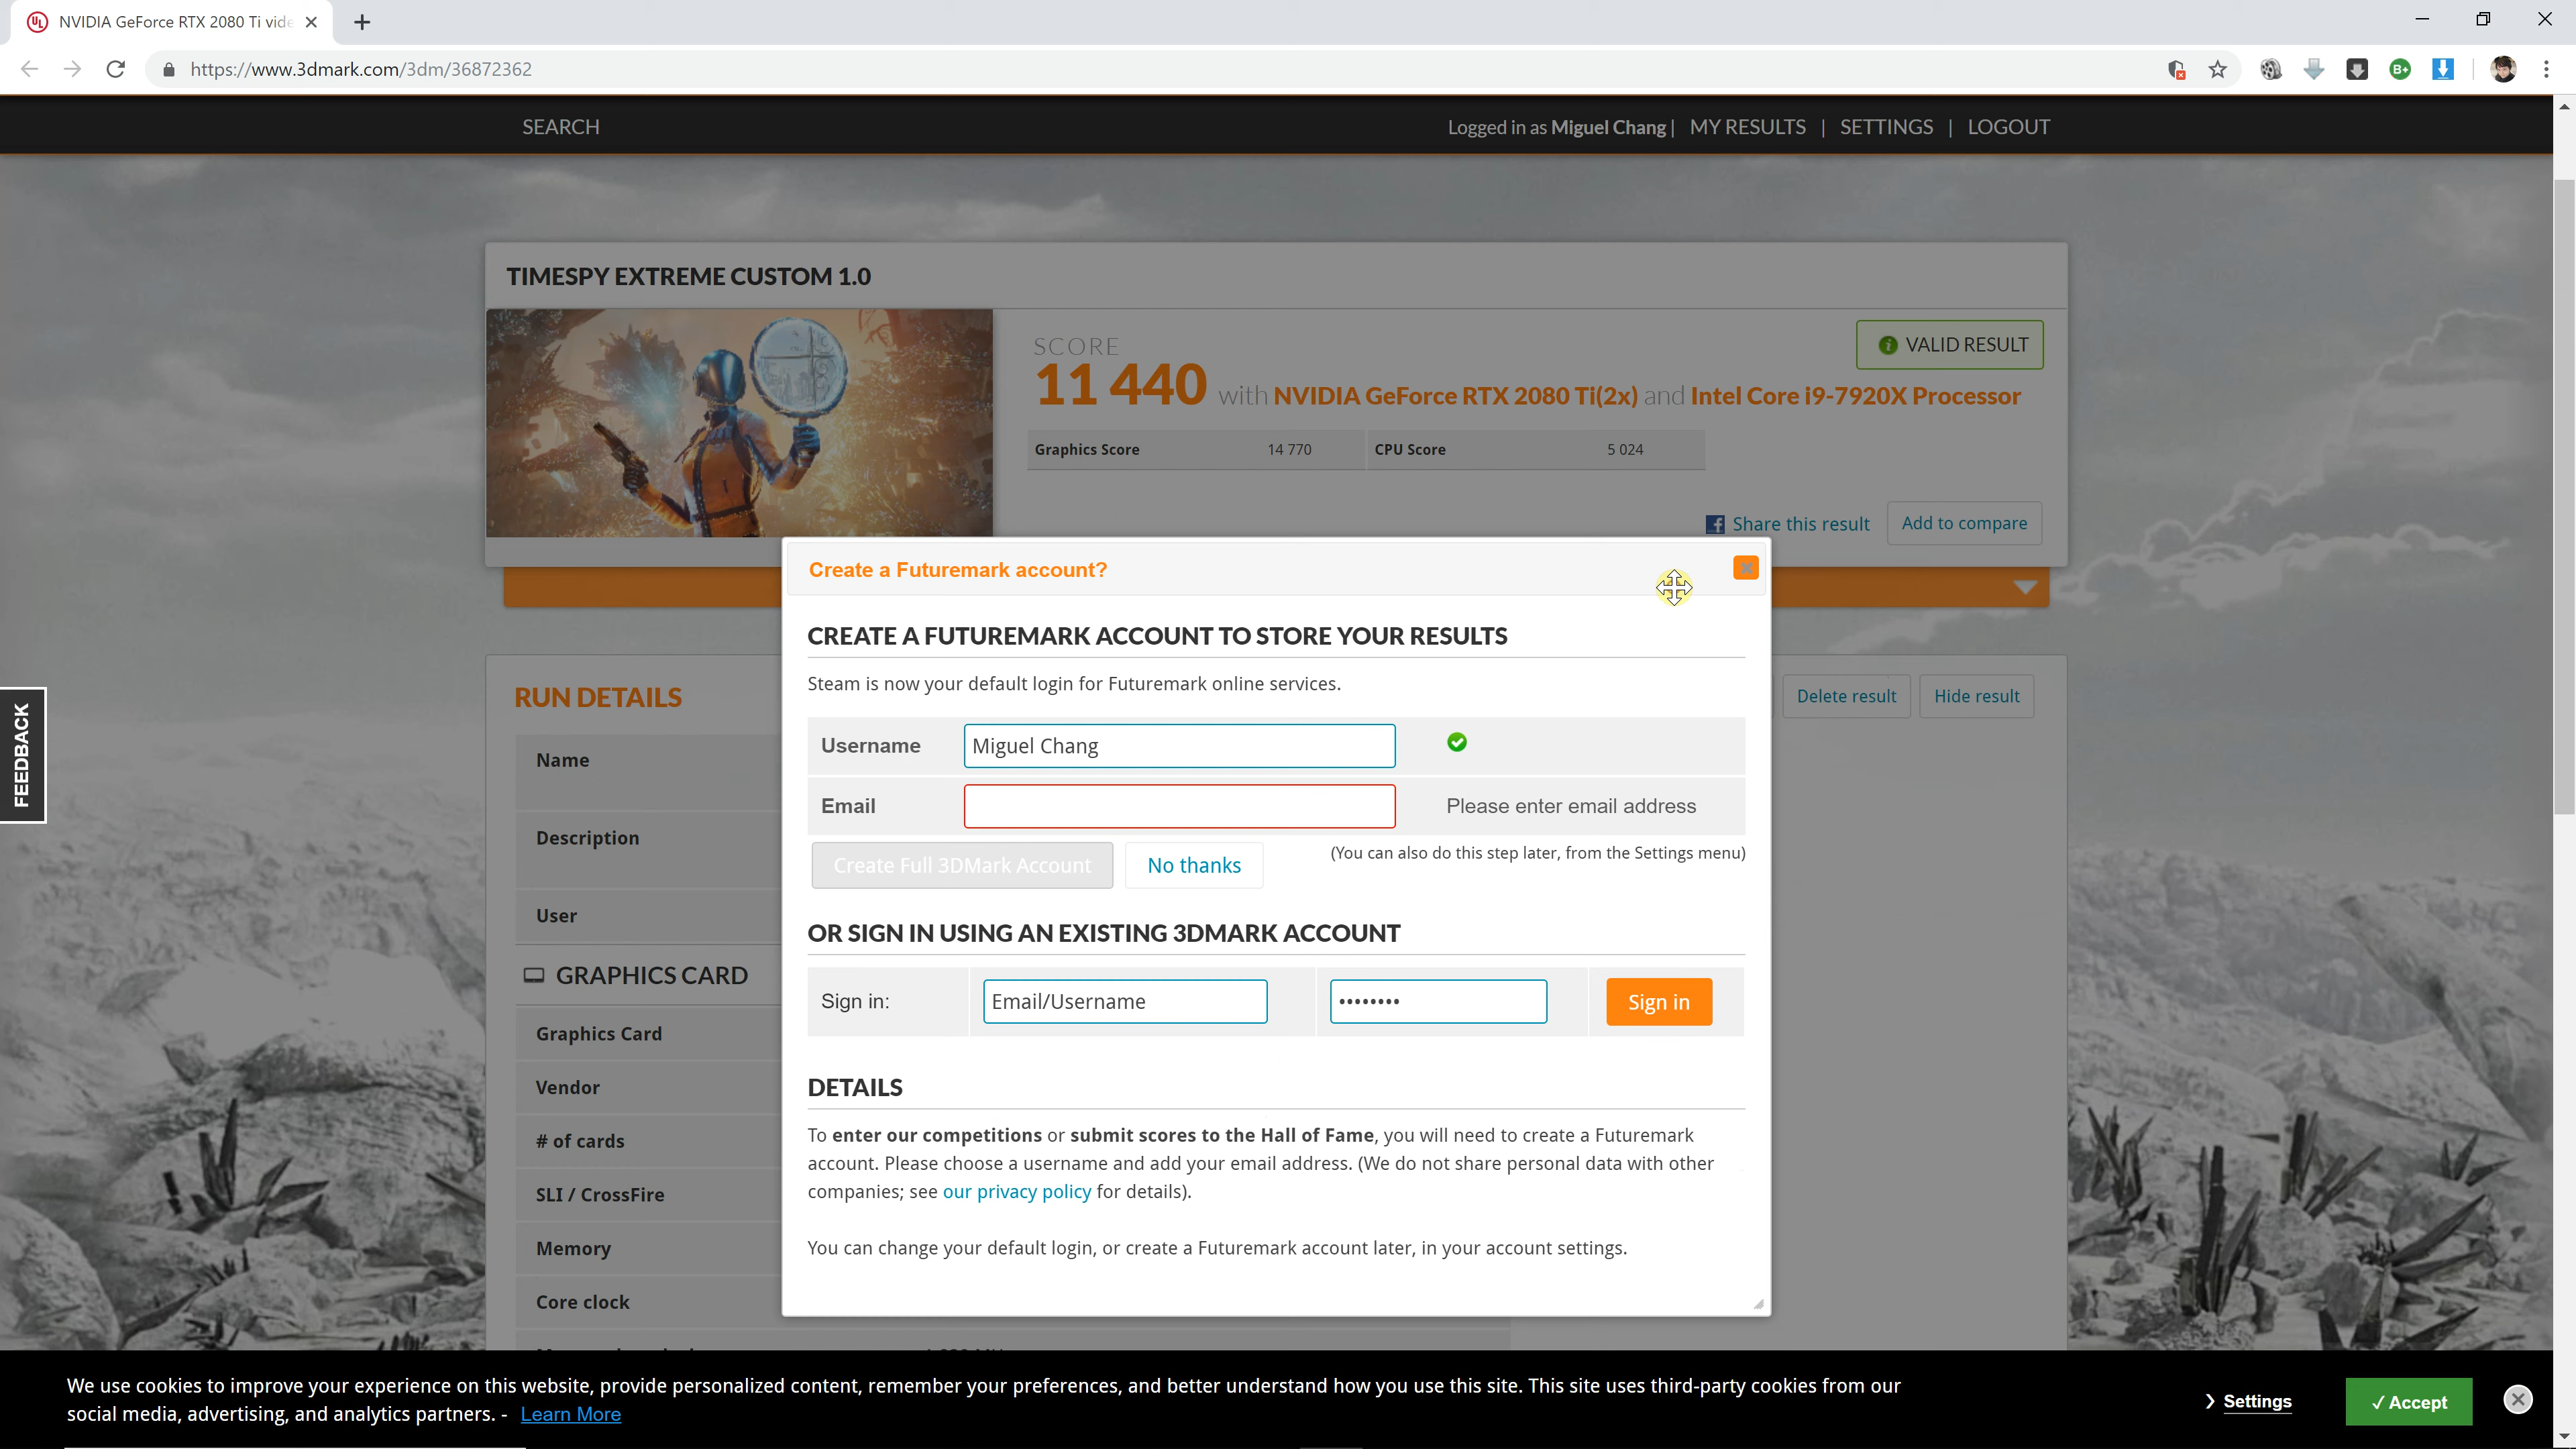 NVIDIA GeForce RTX 2080 Ti vide
https://www.3dmark.com/3dm/36872362
SEARCH
Logged in as Miguel Chang | MY RESULTS | SETTINGS | LOGOUT
TIMESPY EXTREME CUSTOM 1.0
VALID RESULT
SCORE
11 440 with NVIDIA GeForce RTX 2080 Ti(2x) and Intel Core i9-7920X Processor
Graphics Score 14 770 CPU Score 5 024
Share this result Add to compare
Create a Futuremark account?
CREATE A FUTUREMARK ACCOUNT TO STORE YOUR RESULTS
Steam is now your default login for Futuremark online services.
RUN DETAILS
Delete result Hide result
FEEDBACK
Username Miguel Chang
Name
Email Please enter email address
Description
Create Full 3DMark Account No thanks (You can also do this step later, from the Settings menu)
User
OR SIGN IN USING AN EXISTING 3DMARK ACCOUNT
GRAPHICS CARD
Sign in: Email/Username •••••••• Sign in
Graphics Card
Vendor
DETAILS
# of cards
To enter our competitions or submit scores to the Hall of Fame, you will need to create a Futuremark
account. Please choose a username and add your email address. (We do not share personal data with other
companies; see our privacy policy for details).
SLI / CrossFire
Memory
You can change your default login, or create a Futuremark account later, in your account settings.
Core clock
We use cookies to improve your experience on this website, provide personalized content, remember your preferences, and better understand how you use this site. This site uses third-party cookies from our
social media, advertising, and analytics partners. - Learn More
Settings
✓ Accept